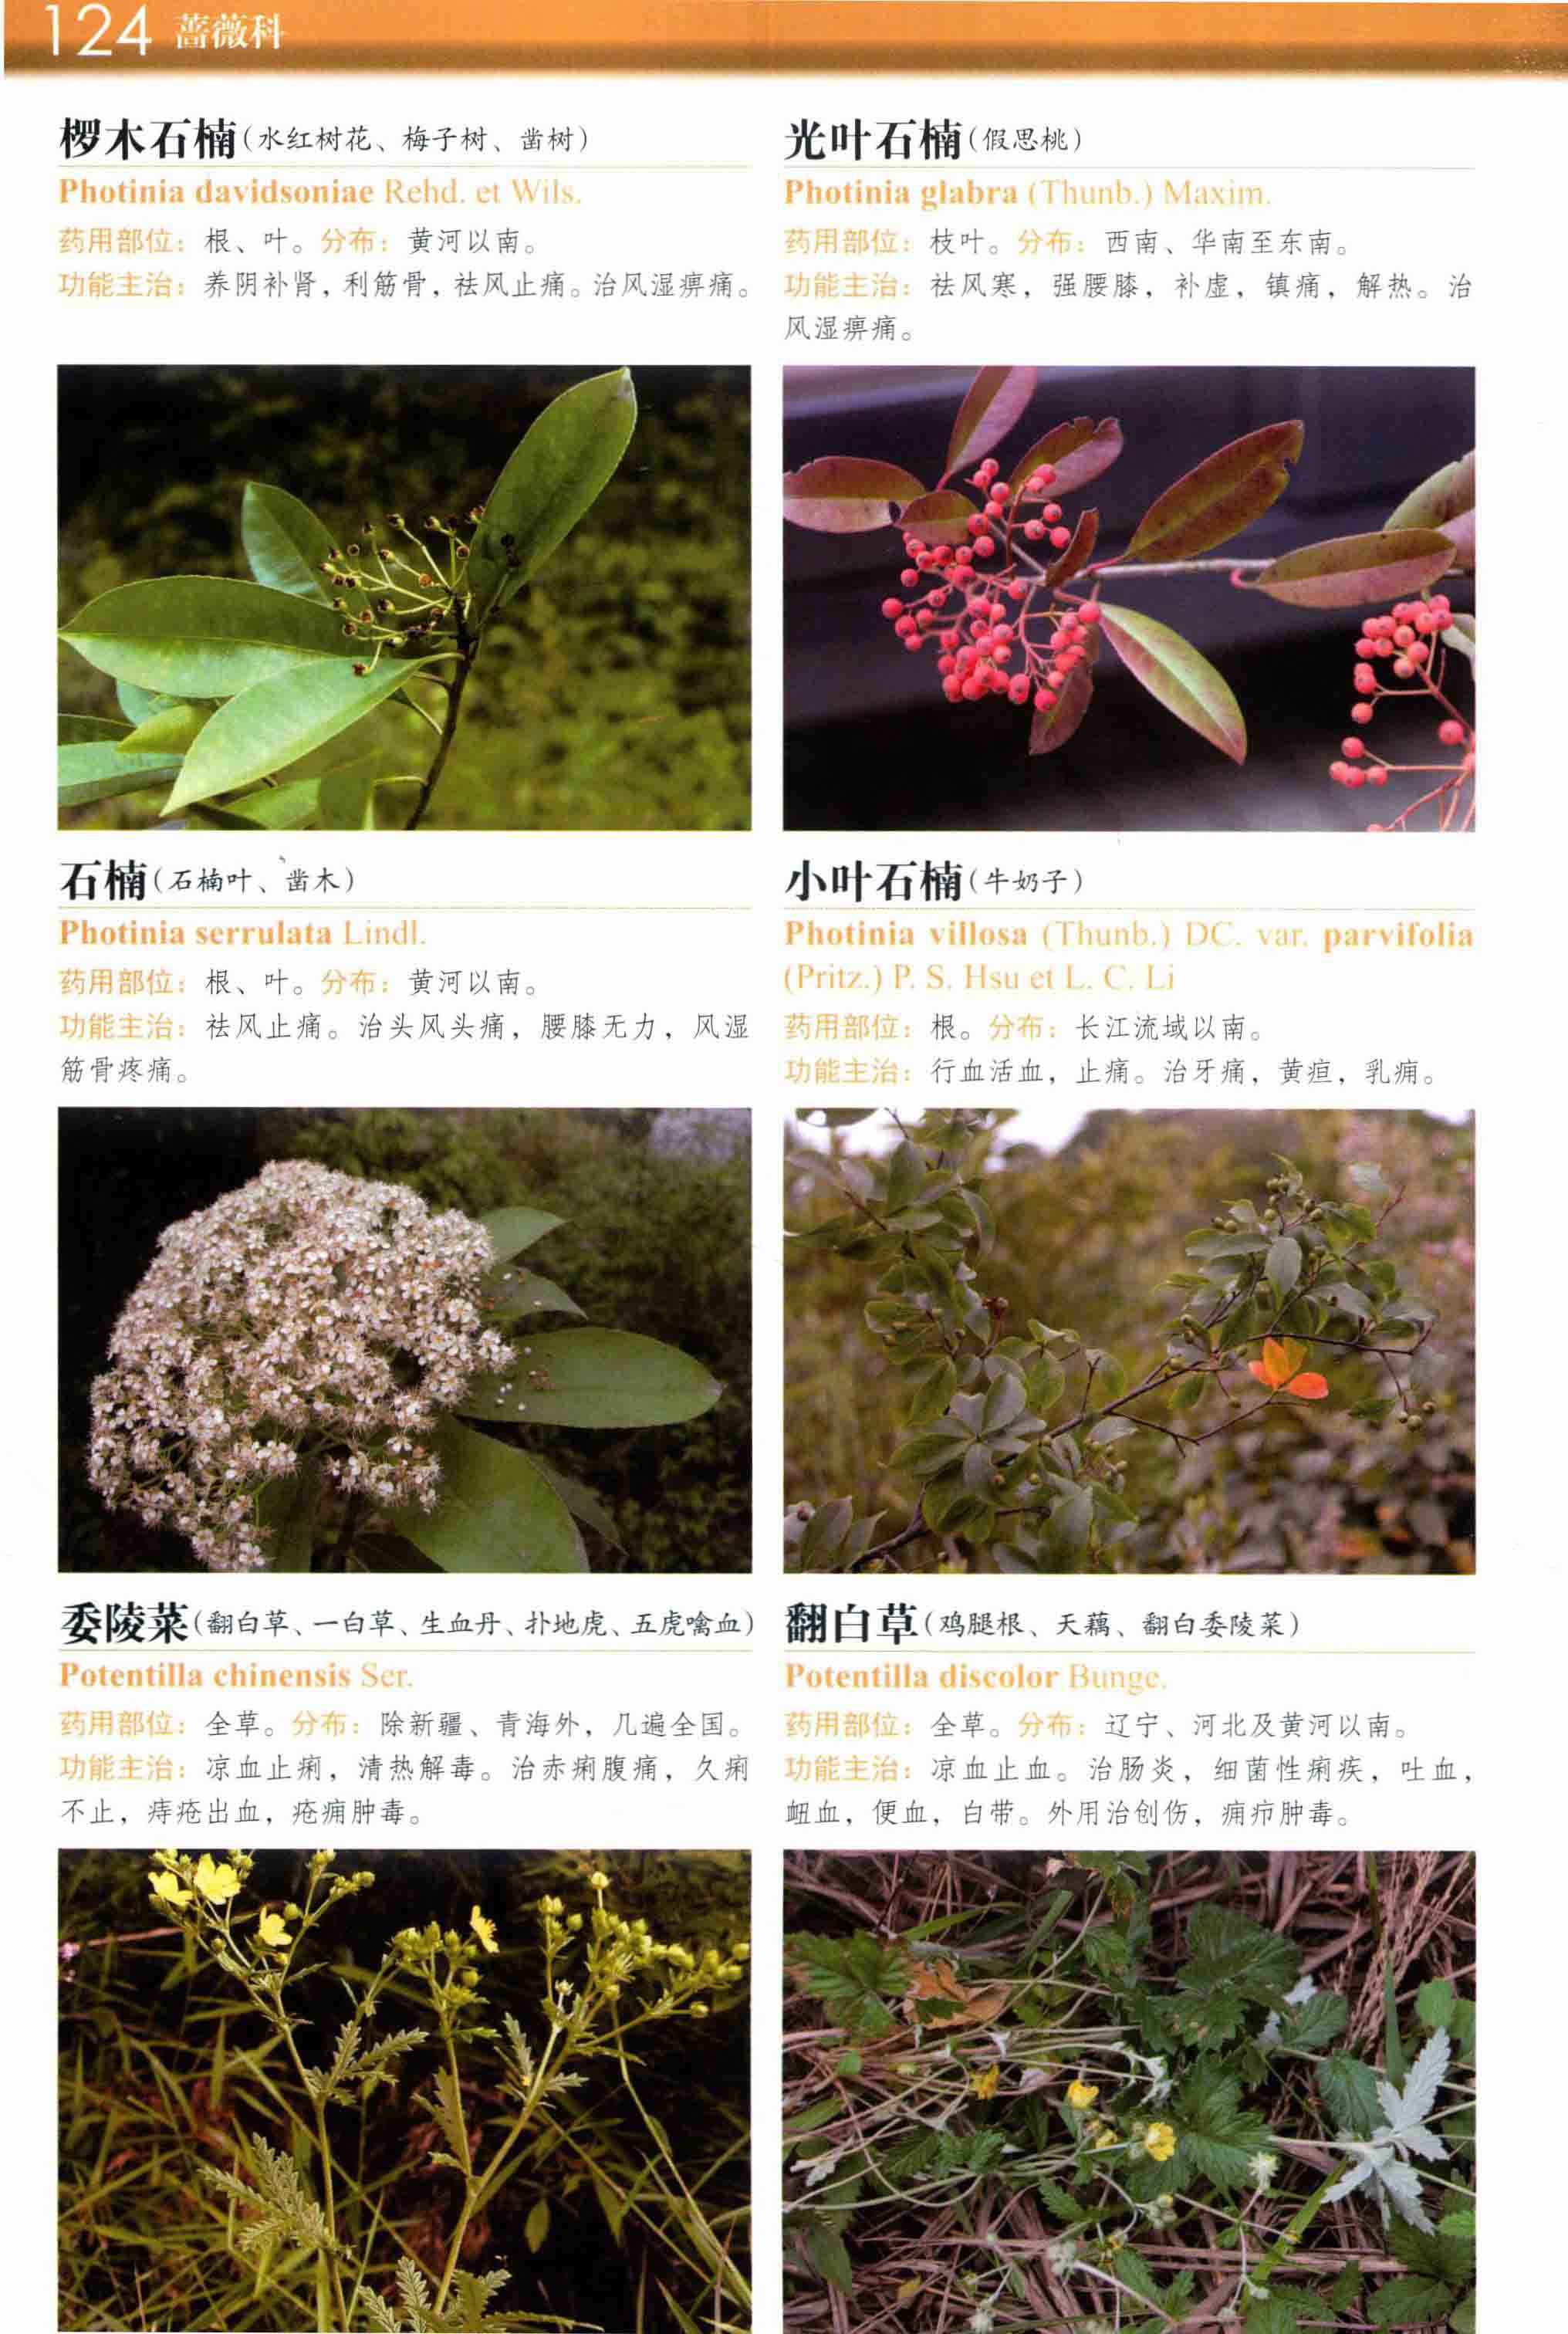 124 蔷薇科
椤木石楠(水红树花、梅子树、凿树)
Photinia davidsoniae Rehd. et Wils.
药用部位：根、叶。分布：黄河以南。
功能主治：养阴补肾，利筋骨，祛风止痛。治风湿痹痛。
光叶石楠(假思桃)
Photinia glabra (Thunb.) Maxim.
药用部位：枝叶。分布：西南、华南至东南。
功能主治：祛风寒，强腰膝，补虚，镇痛，解热。治
风湿痹痛。
石楠(石楠叶、凿木)
Photinia serrulata Lindl.
药用部位：根、叶。分布：黄河以南。
功能主治：祛风止痛。治头风头痛，腰膝无力，风湿
筋骨疼痛。
小叶石楠(牛奶子)
Photinia villosa (Thunb.) DC. var. parvifolia
(Pritz.) P. S. Hsu et L. C. Li
药用部位：根。分布：长江流域以南。
功能主治：行血活血，止痛。治牙痛，黄疸，乳痈。
委陵菜(翻白草、一白草、生血丹、扑地虎、五虎噙血)
Potentilla chinensis Ser.
药用部位：全草。分布：除新疆、青海外，几遍全国。
功能主治：凉血止痢，清热解毒。治赤痢腹痛，久痢
不止，痔疮出血，疮痈肿毒。
翻白草(鸡腿根、天藕、翻白委陵菜)
Potentilla discolor Bunge.
药用部位：全草。分布：辽宁、河北及黄河以南。
功能主治：凉血止血。治肠炎，细菌性痢疾，吐血，
衄血，便血，白带。外用治创伤，痈疖肿毒。